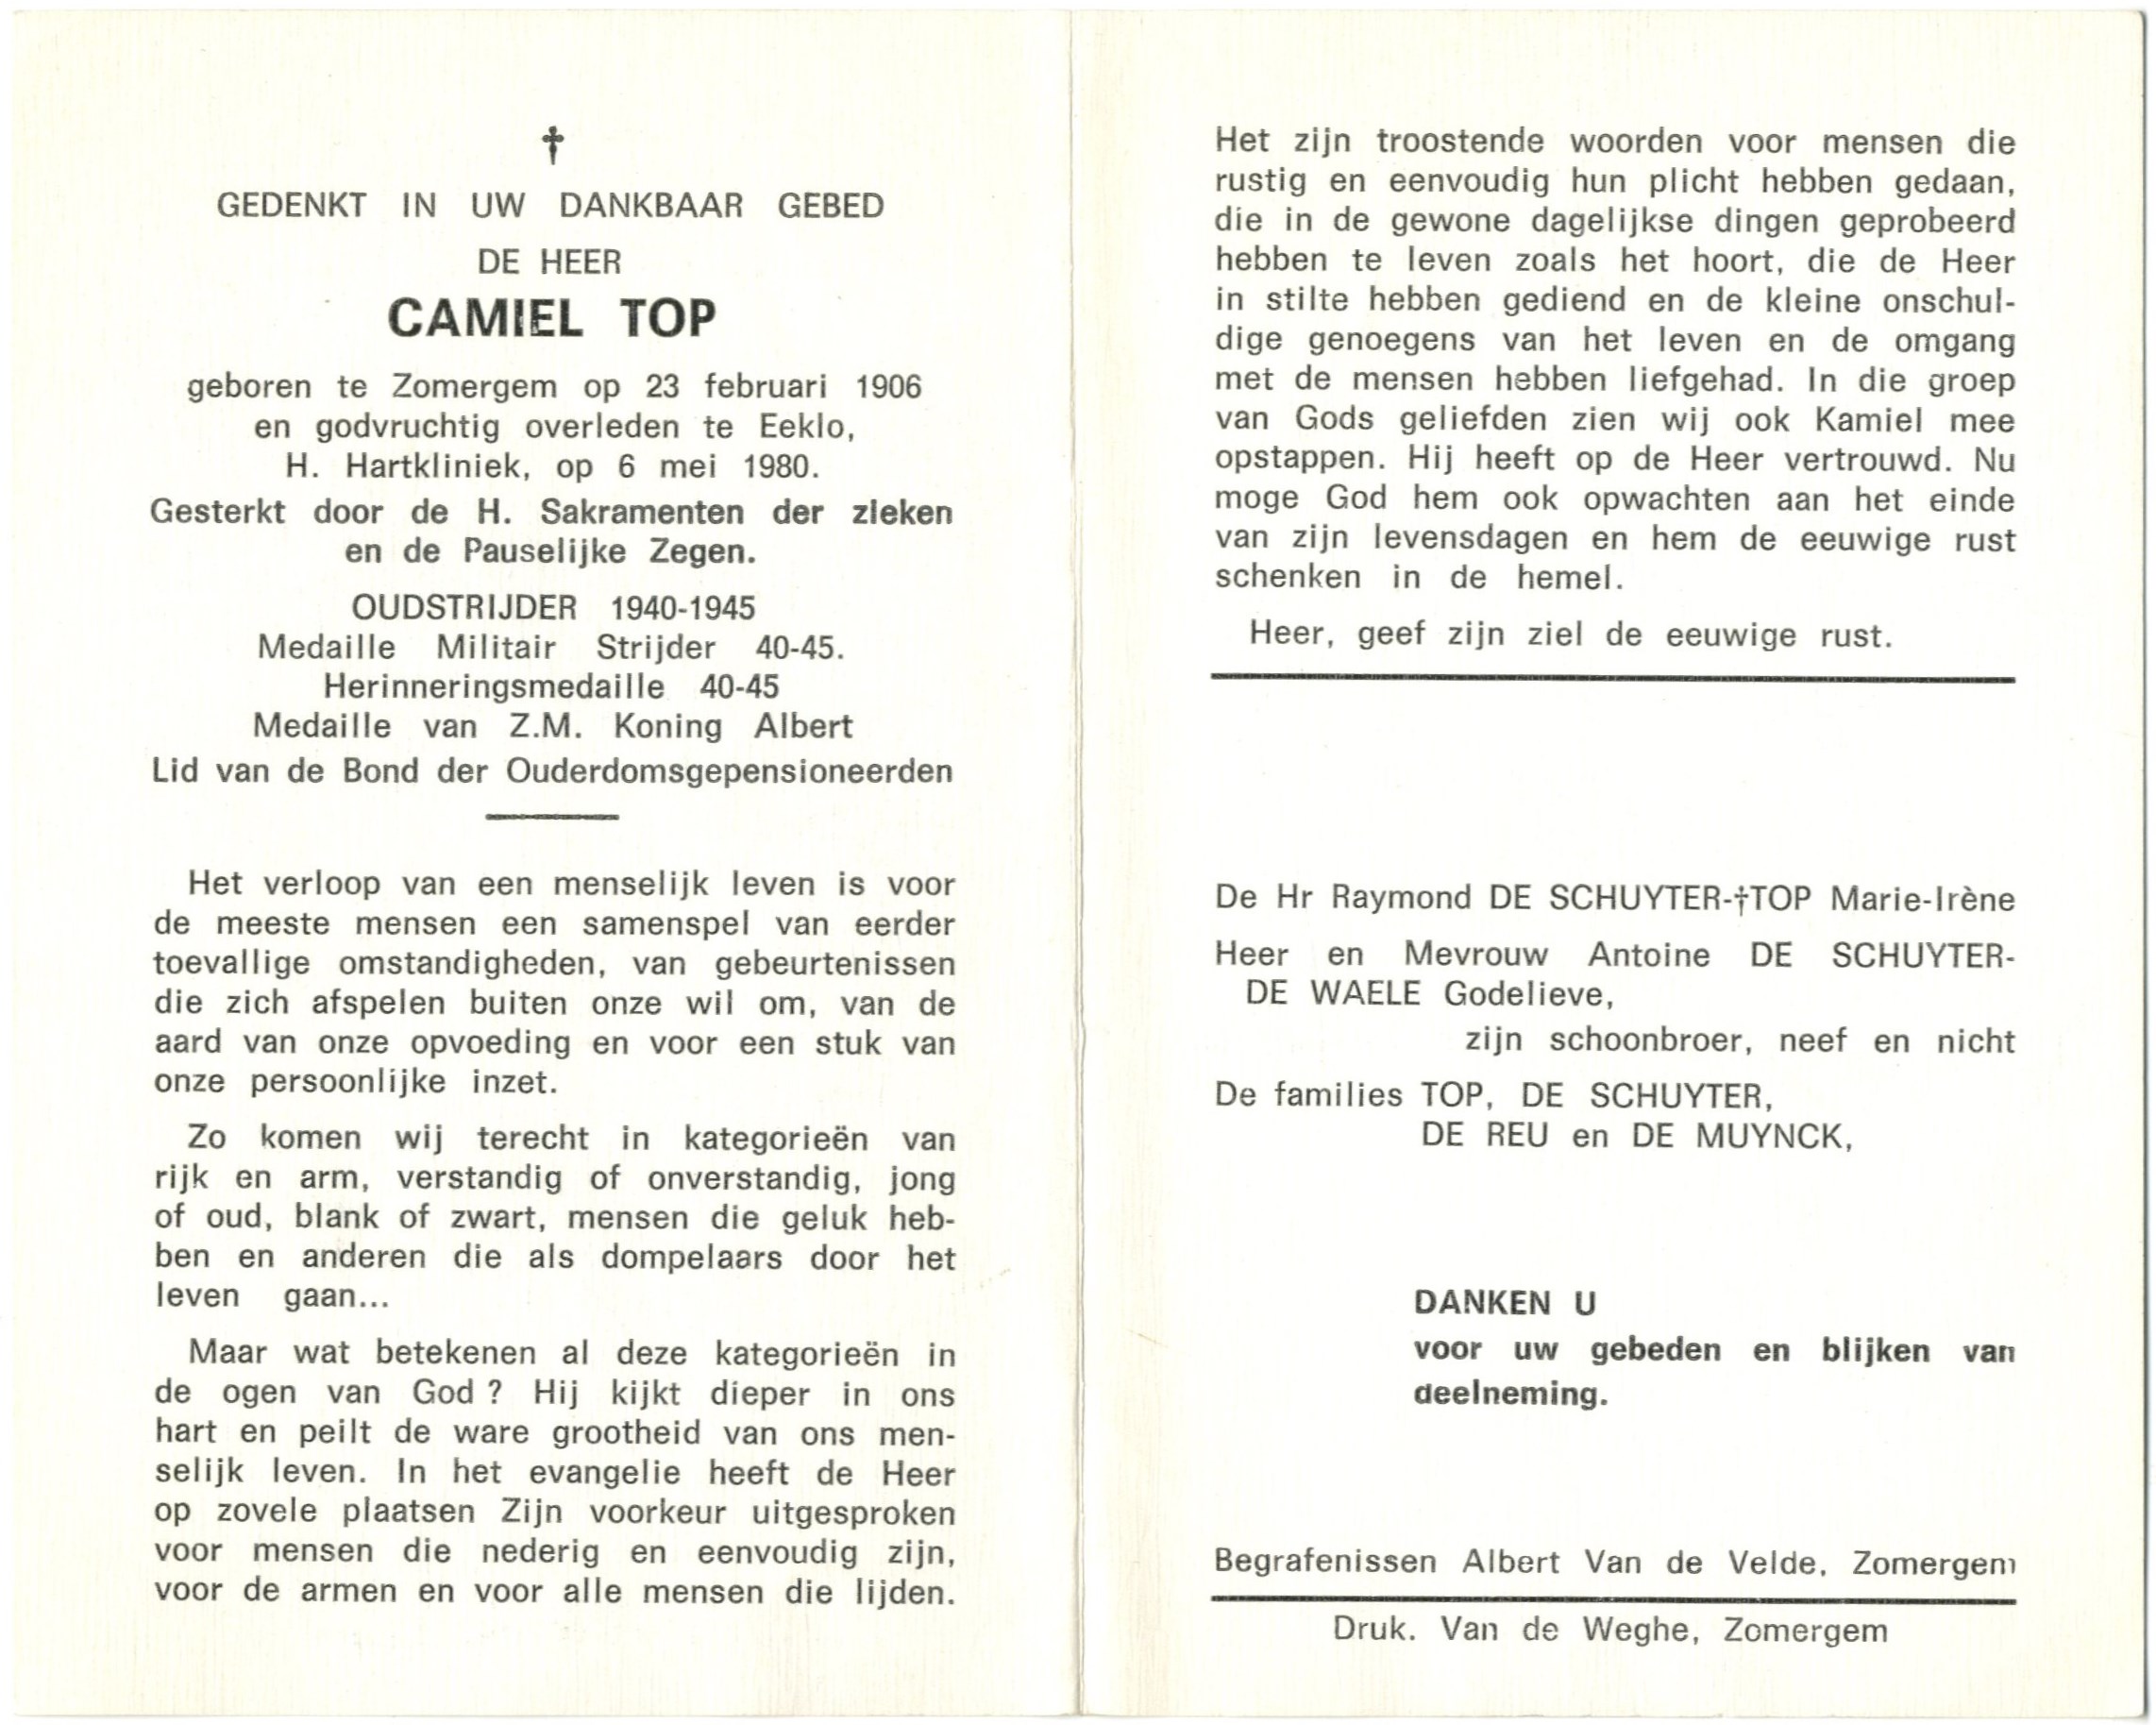 †
GEDENKT IN UW DANKBAAR GEBED
DE HEER
CAMIEL TOP
geboren te Zomergem op 23 februari 1906
en godvruchtig overleden te Eeklo,
H. Hartkliniek, op 6 mei 1980.
Gesterkt door de H. Sakramenten der zieken
en de Pauselijke Zegen.
OUDSTRIJDER 1940-1945
Medaille Militair Strijder 40-45.
Herinneringsmedaille 40-45
Medaille van Z.M. Koning Albert
Lid van de Bond der Ouderdomsgepensioneerden
Het verloop van een menselijk leven is voor
de meeste mensen een samenspel van eerder
toevallige omstandigheden, van gebeurtenissen
die zich afspelen buiten onze wil om, van de
aard van onze opvoeding en voor een stuk van
onze persoonlijke inzet.
Zo komen wij terecht in kategorieën van
rijk en arm, verstandig of onverstandig, jong
of oud, blank of zwart, mensen die geluk heb-
ben en anderen die als dompelaars door het
leven gaan...
Maar wat betekenen al deze kategorieën in
de ogen van God ? Hij kijkt dieper in ons
hart en peilt de ware grootheid van ons men-
selijk leven. In het evangelie heeft de Heer
op zovele plaatsen Zijn voorkeur uitgesproken
voor mensen die nederig en eenvoudig zijn,
voor de armen en voor alle mensen die lijden.
Het zijn troostende woorden voor mensen die
rustig en eenvoudig hun plicht hebben gedaan,
die in de gewone dagelijkse dingen geprobeerd
hebben te leven zoals het hoort, die de Heer
in stilte hebben gediend en de kleine onschul-
dige genoegens van het leven en de omgang
met de mensen hebben liefgehad. In die groep
van Gods geliefden zien wij ook Kamiel mee
opstappen. Hij heeft op de Heer vertrouwd. Nu
moge God hem ook opwachten aan het einde
van zijn levensdagen en hem de eeuwige rust
schenken in de hemel.
Heer, geef zijn ziel de eeuwige rust.
De Hr Raymond DE SCHUYTER-†TOP Marie-Irène
Heer en Mevrouw Antoine DE SCHUYTER-
DE WAELE Godelieve,
zijn schoonbroer, neef en nicht
De families TOP, DE SCHUYTER,
DE REU en DE MUYNCK,
DANKEN U
voor uw gebeden en blijken van
deelneming.
Begrafenissen Albert Van de Velde, Zomergem
Druk. Van de Weghe, Zomergem